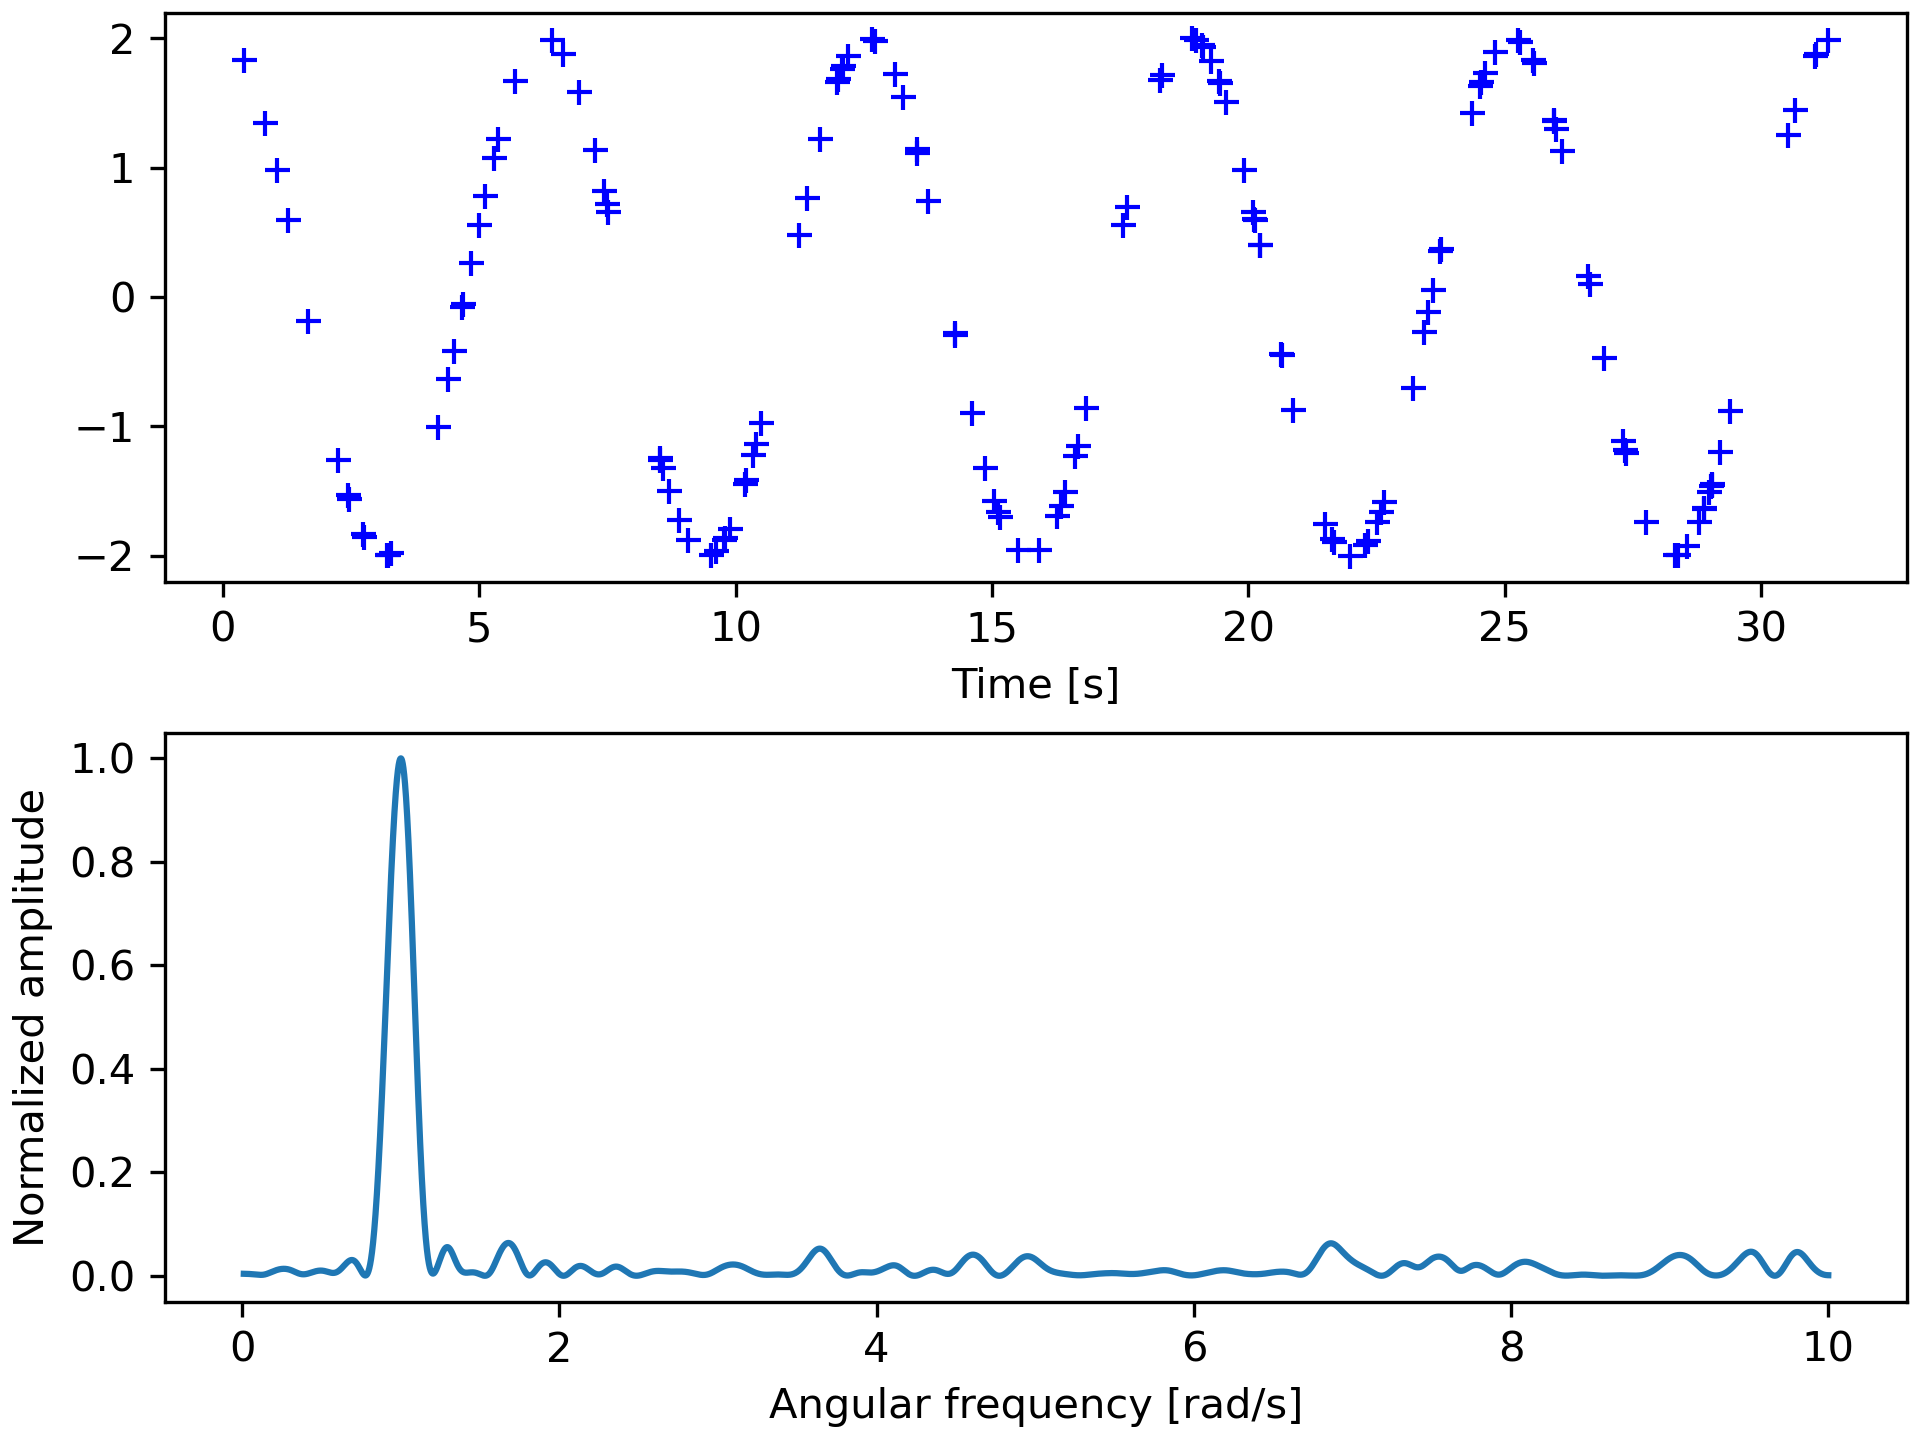 2
1
0
−1
−2
0 5 10 15 20 25 30
Time [s]
1.0
0.8
0.6
0.4
0.2
0.0
Normalized amplitude
0 2 4 6 8 10
Angular frequency [rad/s]